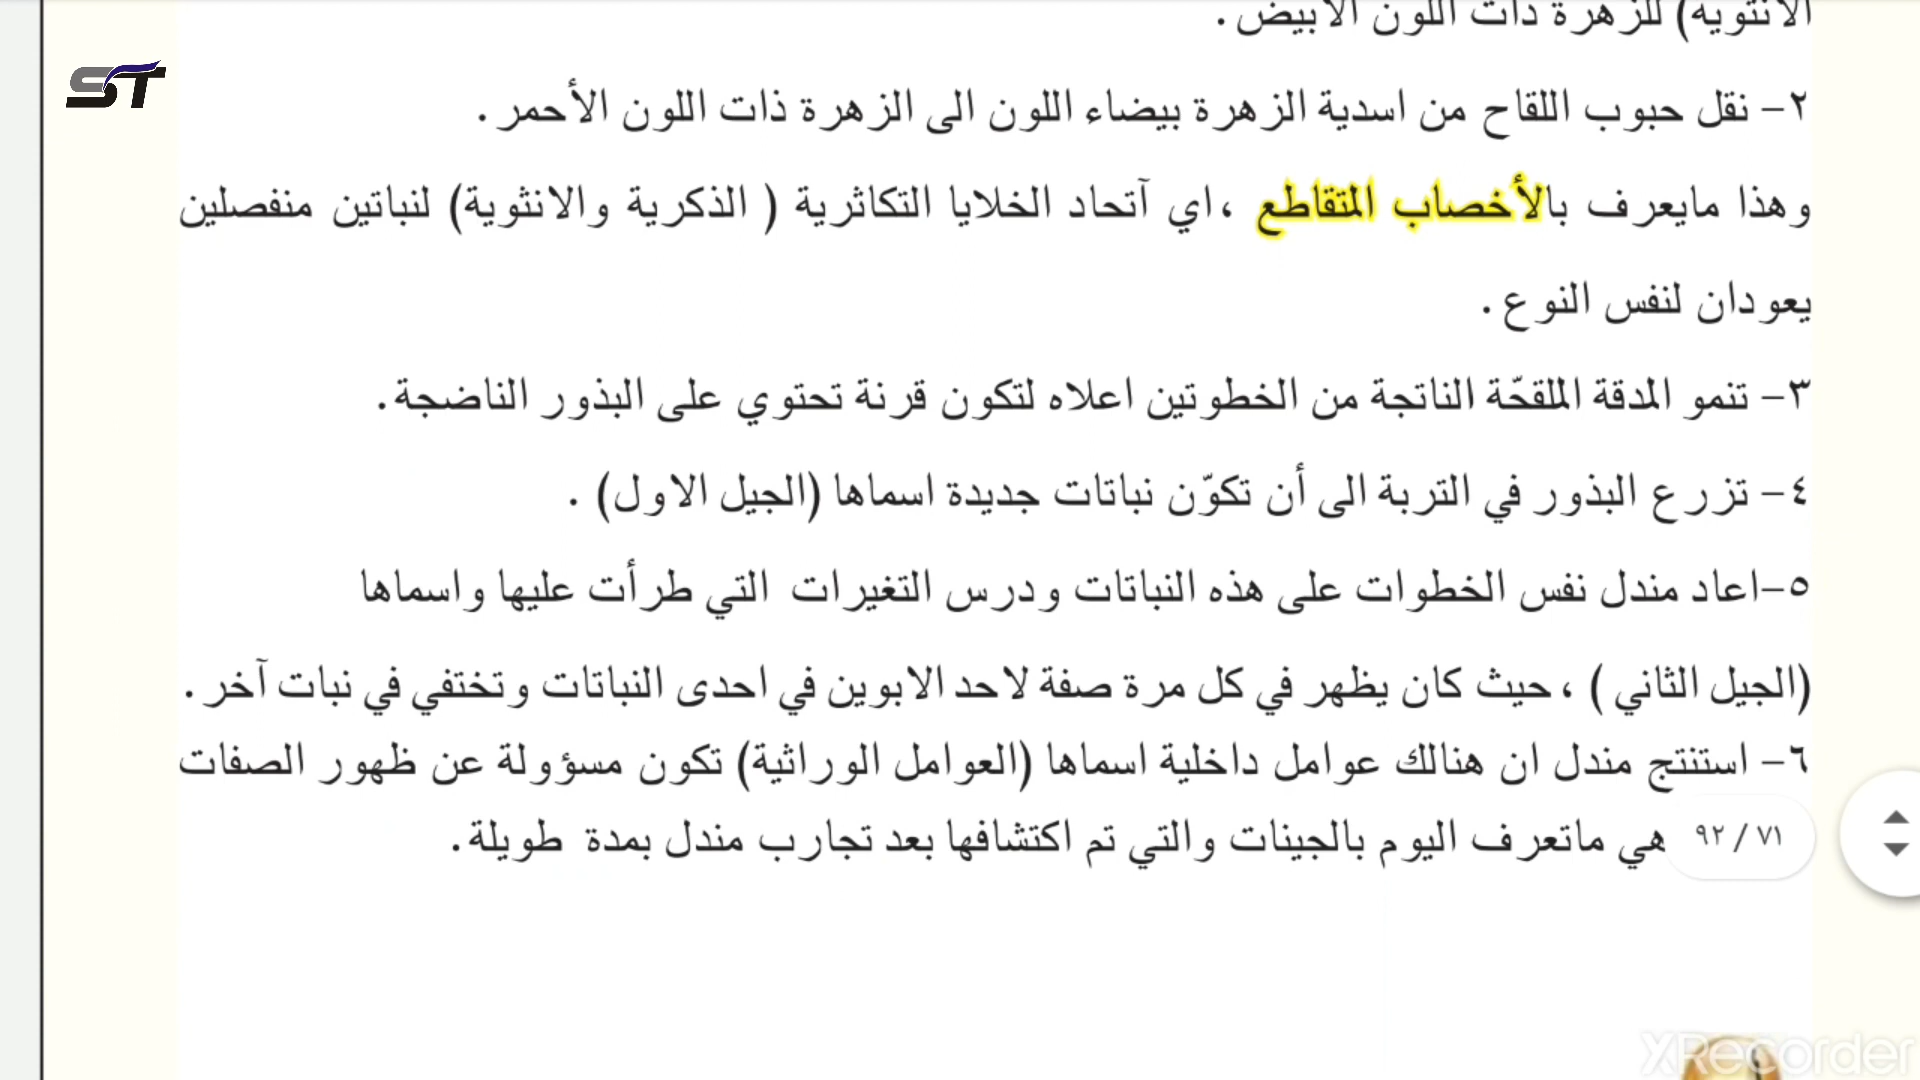 الانثوية) للزهرة ذات اللون الابيض .
ST
٢- نقل حبوب اللقاح من اسدية الزهرة بيضاء اللون الى الزهرة ذات اللون الأحمر .
وهذا مايعرف بالأخصاب المتقاطع ، اي آتحاد الخلايا التكاثرية ( الذكرية والانثوية) لنباتين منفصلين
يعودان لنفس النوع .
٣- تنمو المدقة الملقحّة الناتجة من الخطوتين اعلاه لتكون قرنة تحتوي على البذور الناضجة .
٤- تزرع البذور في التربة الى أن تكوّن نباتات جديدة اسماها (الجيل الاول) .
٥-اعاد مندل نفس الخطوات على هذه النباتات ودرس التغيرات التي طرأت عليها واسماها
(الجيل الثاني ) ، حيث كان يظهر في كل مرة صفة لاحد الابوين في احدى النباتات وتختفي في نبات آخر .
٦- استنتج مندل ان هنالك عوامل داخلية اسماها (العوامل الوراثية) تكون مسؤولة عن ظهور الصفات
هي ماتعرف اليوم بالجينات والتي تم اكتشافها بعد تجارب مندل بمدة طويلة .
٧١ / ٩٢
XRecorder